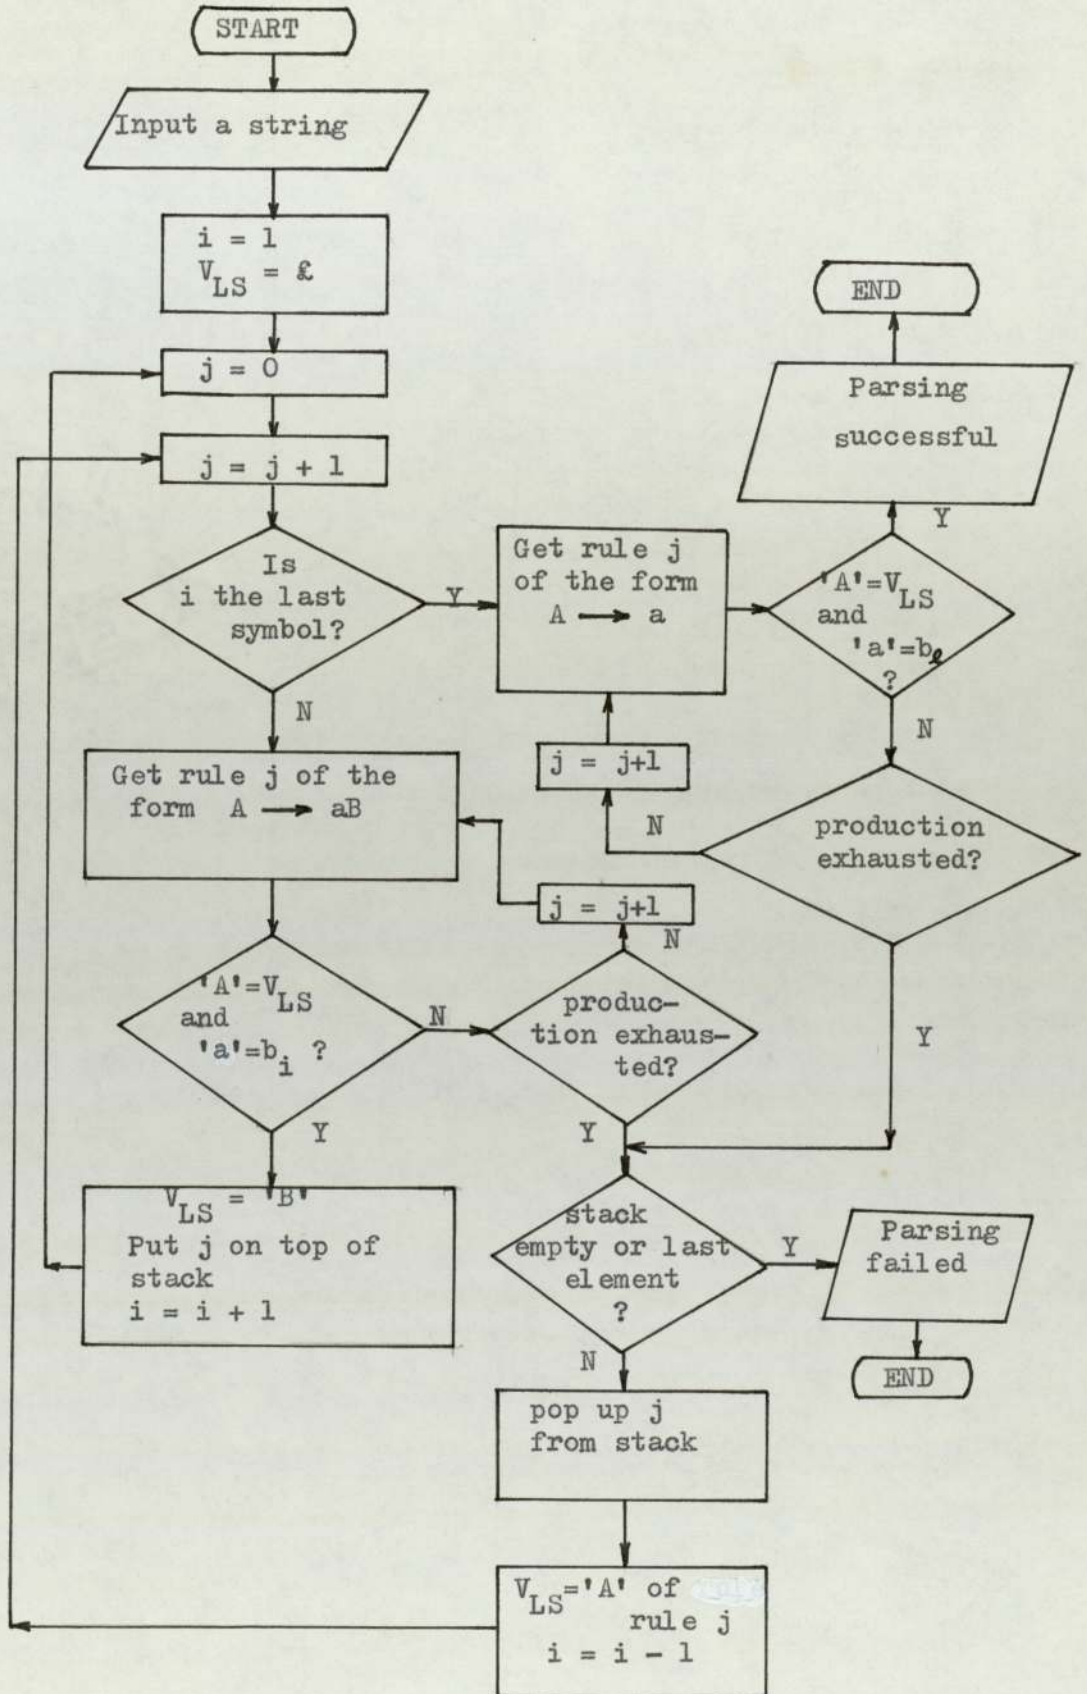 START
Input a string
i = 1
V_LS = £
j = 0
j = j + 1
Is
i the last
symbol?
Y
N
Get rule j
of the form
A → a
'A'=V_LS
and
'a'=b_ℓ
?
Y
Parsing
successful
END
N
production
exhausted?
N
j = j+1
Y
Get rule j of the
form A → aB
'A'=V_LS
and
'a'=b_i ?
N
Y
produc-
tion exhaus-
ted?
N
j = j+1
Y
V_LS = 'B'
Put j on top of
stack
i = i + 1
stack
empty or last
element
?
Y
Parsing
failed
END
N
pop up j
from stack
V_LS='A' of
rule j
i = i - 1